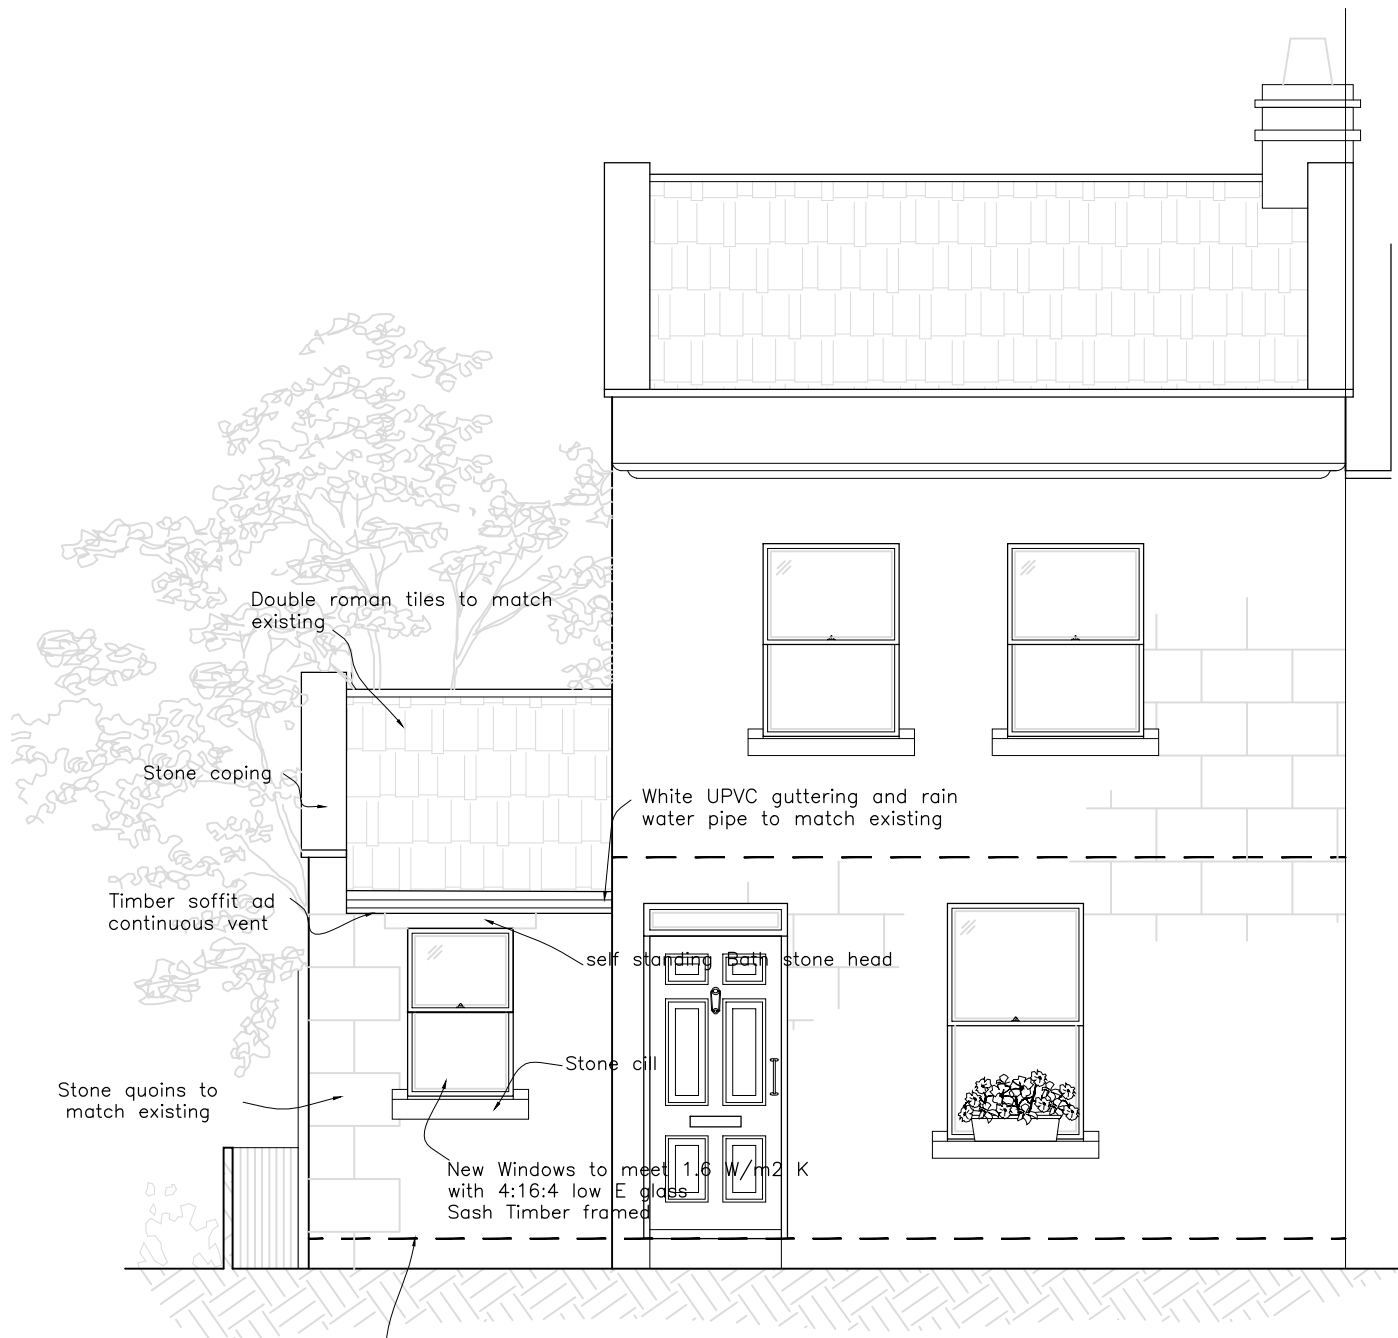 Double roman tiles to match
existing
Stone coping
White UPVC guttering and rain
water pipe to match existing
Timber soffit ad
continuous vent
self standing Bath stone head
Stone cill
Stone quoins to
match existing
New Windows to meet 1.6 W/m2 K
with 4:16:4 low E glass
Sash Timber framed